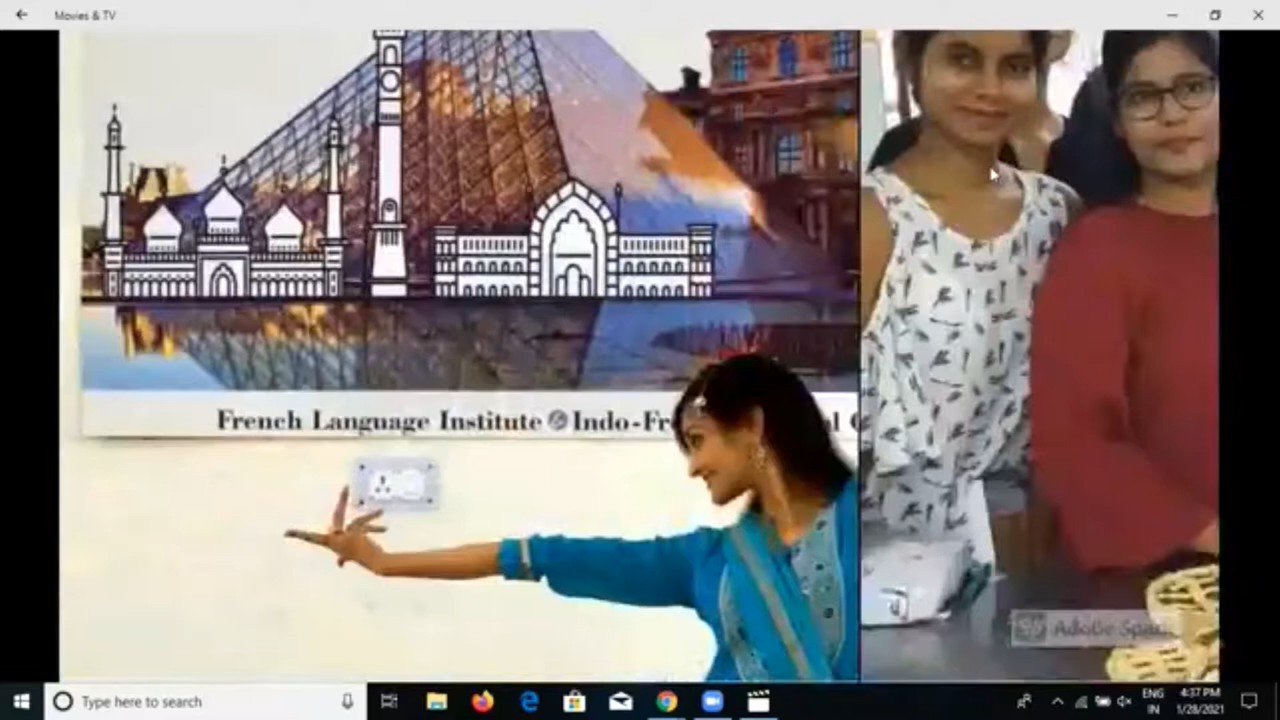 Movies & TV
French Language Institute Indo-Fr
Adobe Spa
Type here to search
ENG
IN
4:37 PM
1/28/2021